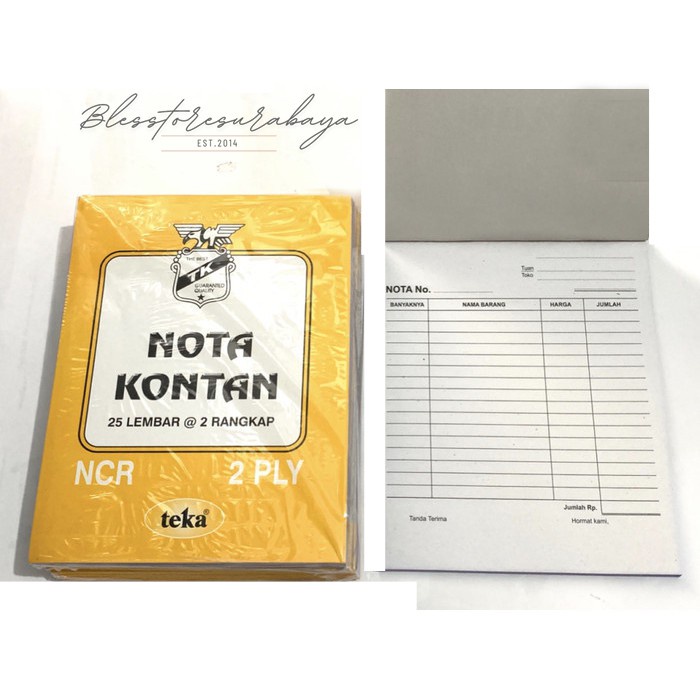 Blesstoresurabaya
EST.2014
THE BEST
TK
GUARANTED
QUALITY
NOTA
KONTAN
25 LEMBAR @ 2 RANGKAP
NCR 2 PLY
teka®
Tuan
Toko
NOTA No.
BANYAKNYA NAMA BARANG HARGA JUMLAH
Jumlah Rp.
Tanda Terima Hormat kami,